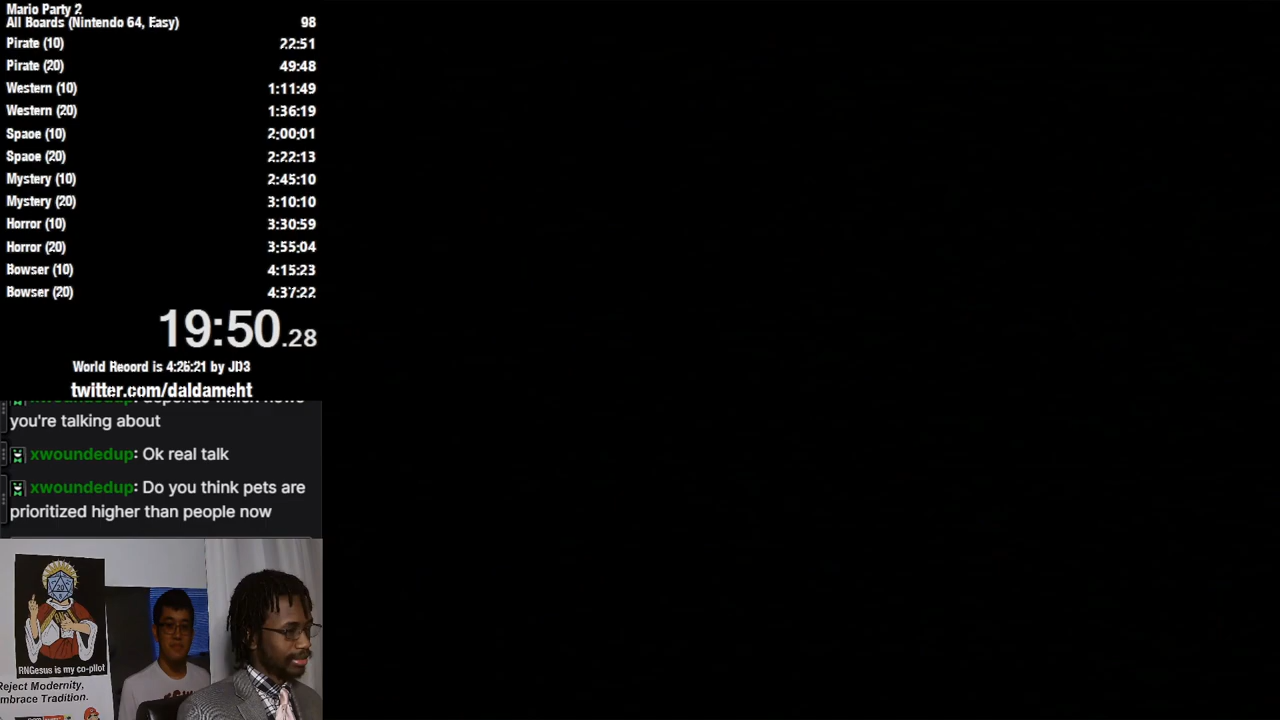 Mario Party 2
All Boards (Nintendo 64, Easy) 98
Pirate (10) 22:51
Pirate (20) 49:48
Western (10) 1:11:49
Western (20) 1:36:19
Space (10) 2:00:01
Space (20) 2:22:13
Mystery (10) 2:45:10
Mystery (20) 3:10:10
Horror (10) 3:30:59
Horror (20) 3:55:04
Bowser (10) 4:15:23
Bowser (20) 4:37:22
19:50.28
World Record is 4:26:21 by JD3
twitter.com/daldameht
you're talking about
xwoundedup: Ok real talk
xwoundedup: Do you think pets are
prioritized higher than people now
RNGesus is my co-pilot
Reject Modernity,
Embrace Tradition.